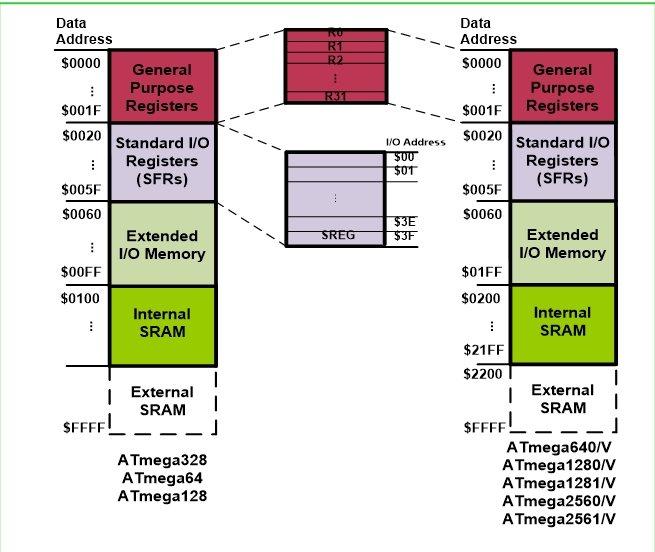 Data
Address
$0000
⋮
$001F
$0020
⋮
$005F
$0060
⋮
$00FF
$0100
⋮
$FFFF
General
Purpose
Registers
Standard I/O
Registers
(SFRs)
Extended
I/O Memory
Internal
SRAM
External
SRAM
ATmega328
ATmega64
ATmega128
R0
R1
R2
⋮
R31
I/O Address
$00
$01
⋮
$3E
SREG $3F
Data
Address
$0000
⋮
$001F
$0020
⋮
$005F
$0060
$01FF
$0200
⋮
$21FF
$2200
$FFFF
General
Purpose
Registers
Standard I/O
Registers
(SFRs)
Extended
I/O Memory
Internal
SRAM
External
SRAM
ATmega640/V
ATmega1280/V
ATmega1281/V
ATmega2560/V
ATmega2561/V